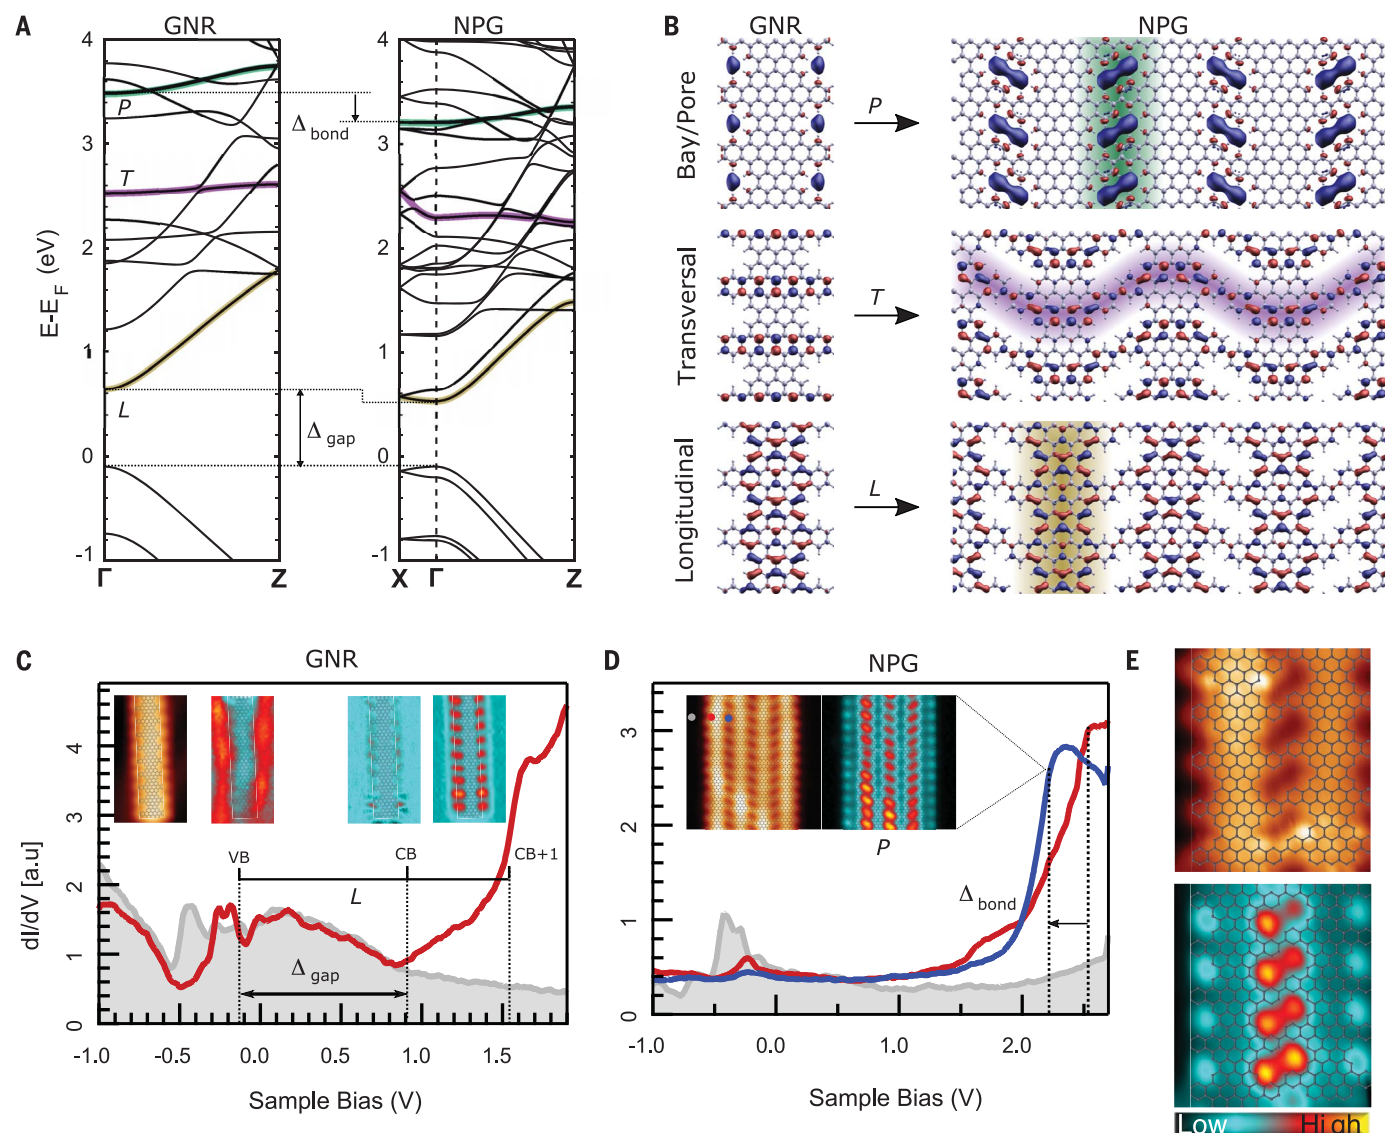 A
GNR
NPG
4
3
2
1
0
-1
E-E_F (eV)
P
T
L
Δ bond
Δ gap
Γ
Z
4
3
2
1
0
-1
X
Γ
Z
B
GNR
NPG
Bay/Pore
P
Transversal
T
Longitudinal
L
C
GNR
dI/dV [a.u]
4
3
2
1
0
VB
CB
CB+1
L
Δ gap
-1.0
-0.5
0.0
0.5
1.0
1.5
Sample Bias (V)
D
NPG
3
2
1
0
P
Δ bond
-1.0
0.0
1.0
2.0
Sample Bias (V)
E
Low
High